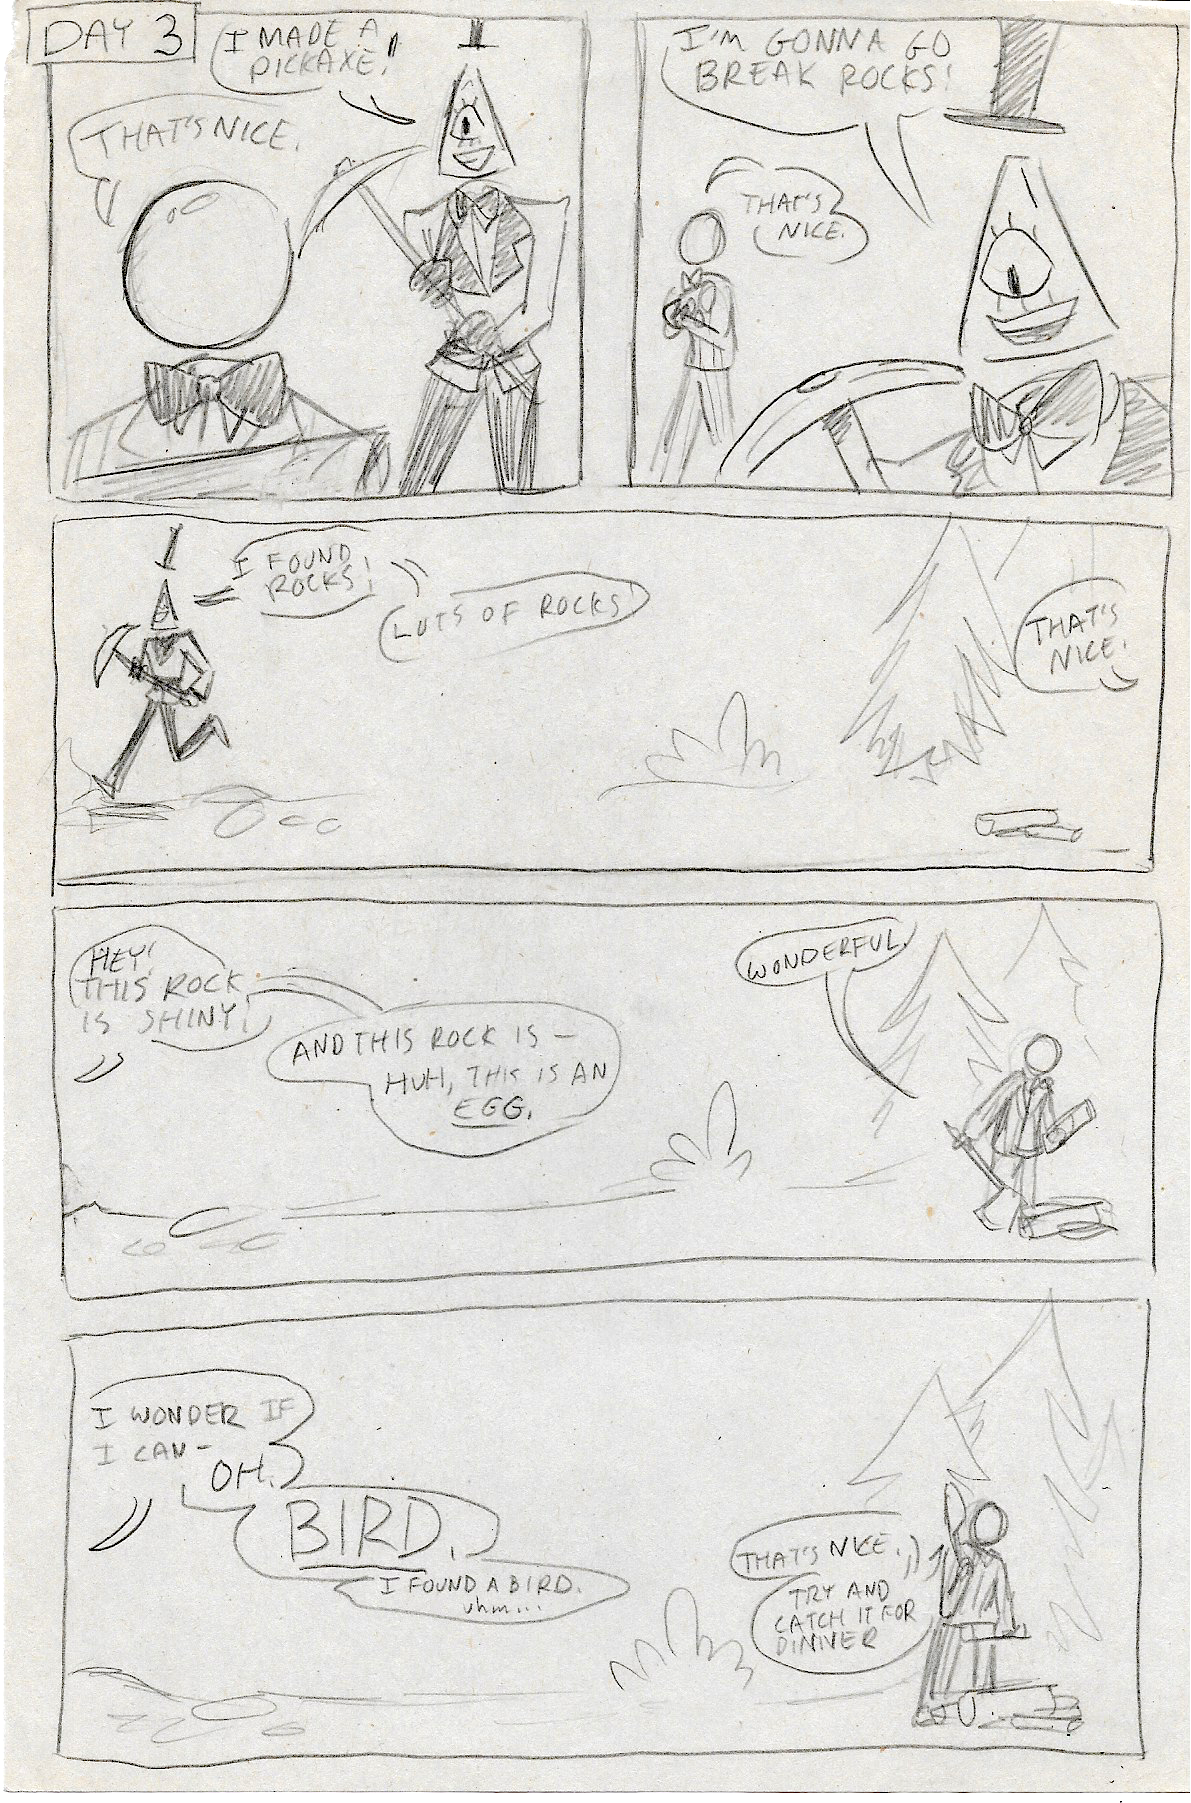 DAY 3
I MADE A
PICKAXE!
THAT'S NICE.
I'M GONNA GO
BREAK ROCKS!
THAT'S
NICE.
I FOUND
ROCKS!
LOTS OF ROCKS!
THAT'S
NICE.
HEY!
THIS ROCK
IS SHINY!
AND THIS ROCK IS —
HUH, THIS IS AN
EGG.
WONDERFUL.
I WONDER IF
I CAN -
OH.
BIRD.
I FOUND A BIRD.
uhm...
THAT'S NICE.
TRY AND
CATCH IT FOR
DINNER